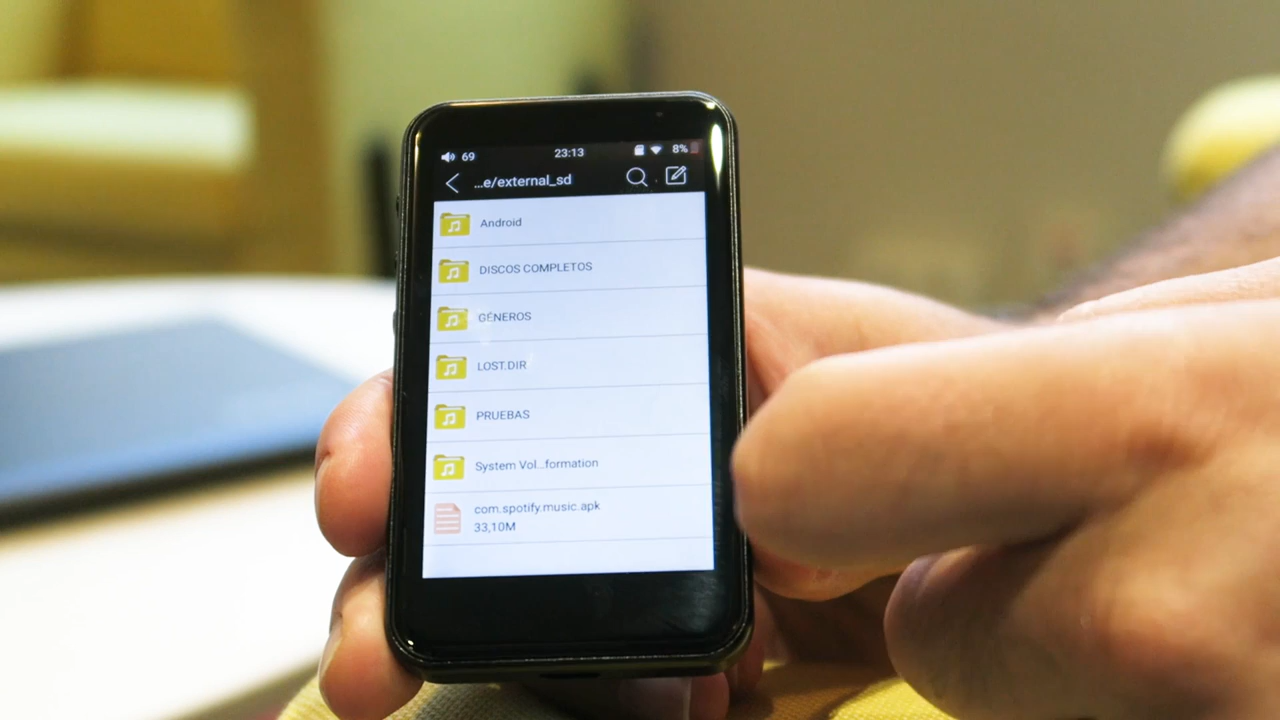 69 23:13 8%
...e/external_sd
Android
DISCOS COMPLETOS
GÉNEROS
LOST.DIR
PRUEBAS
System Vol...formation
com.spotify.music.apk
33,10M